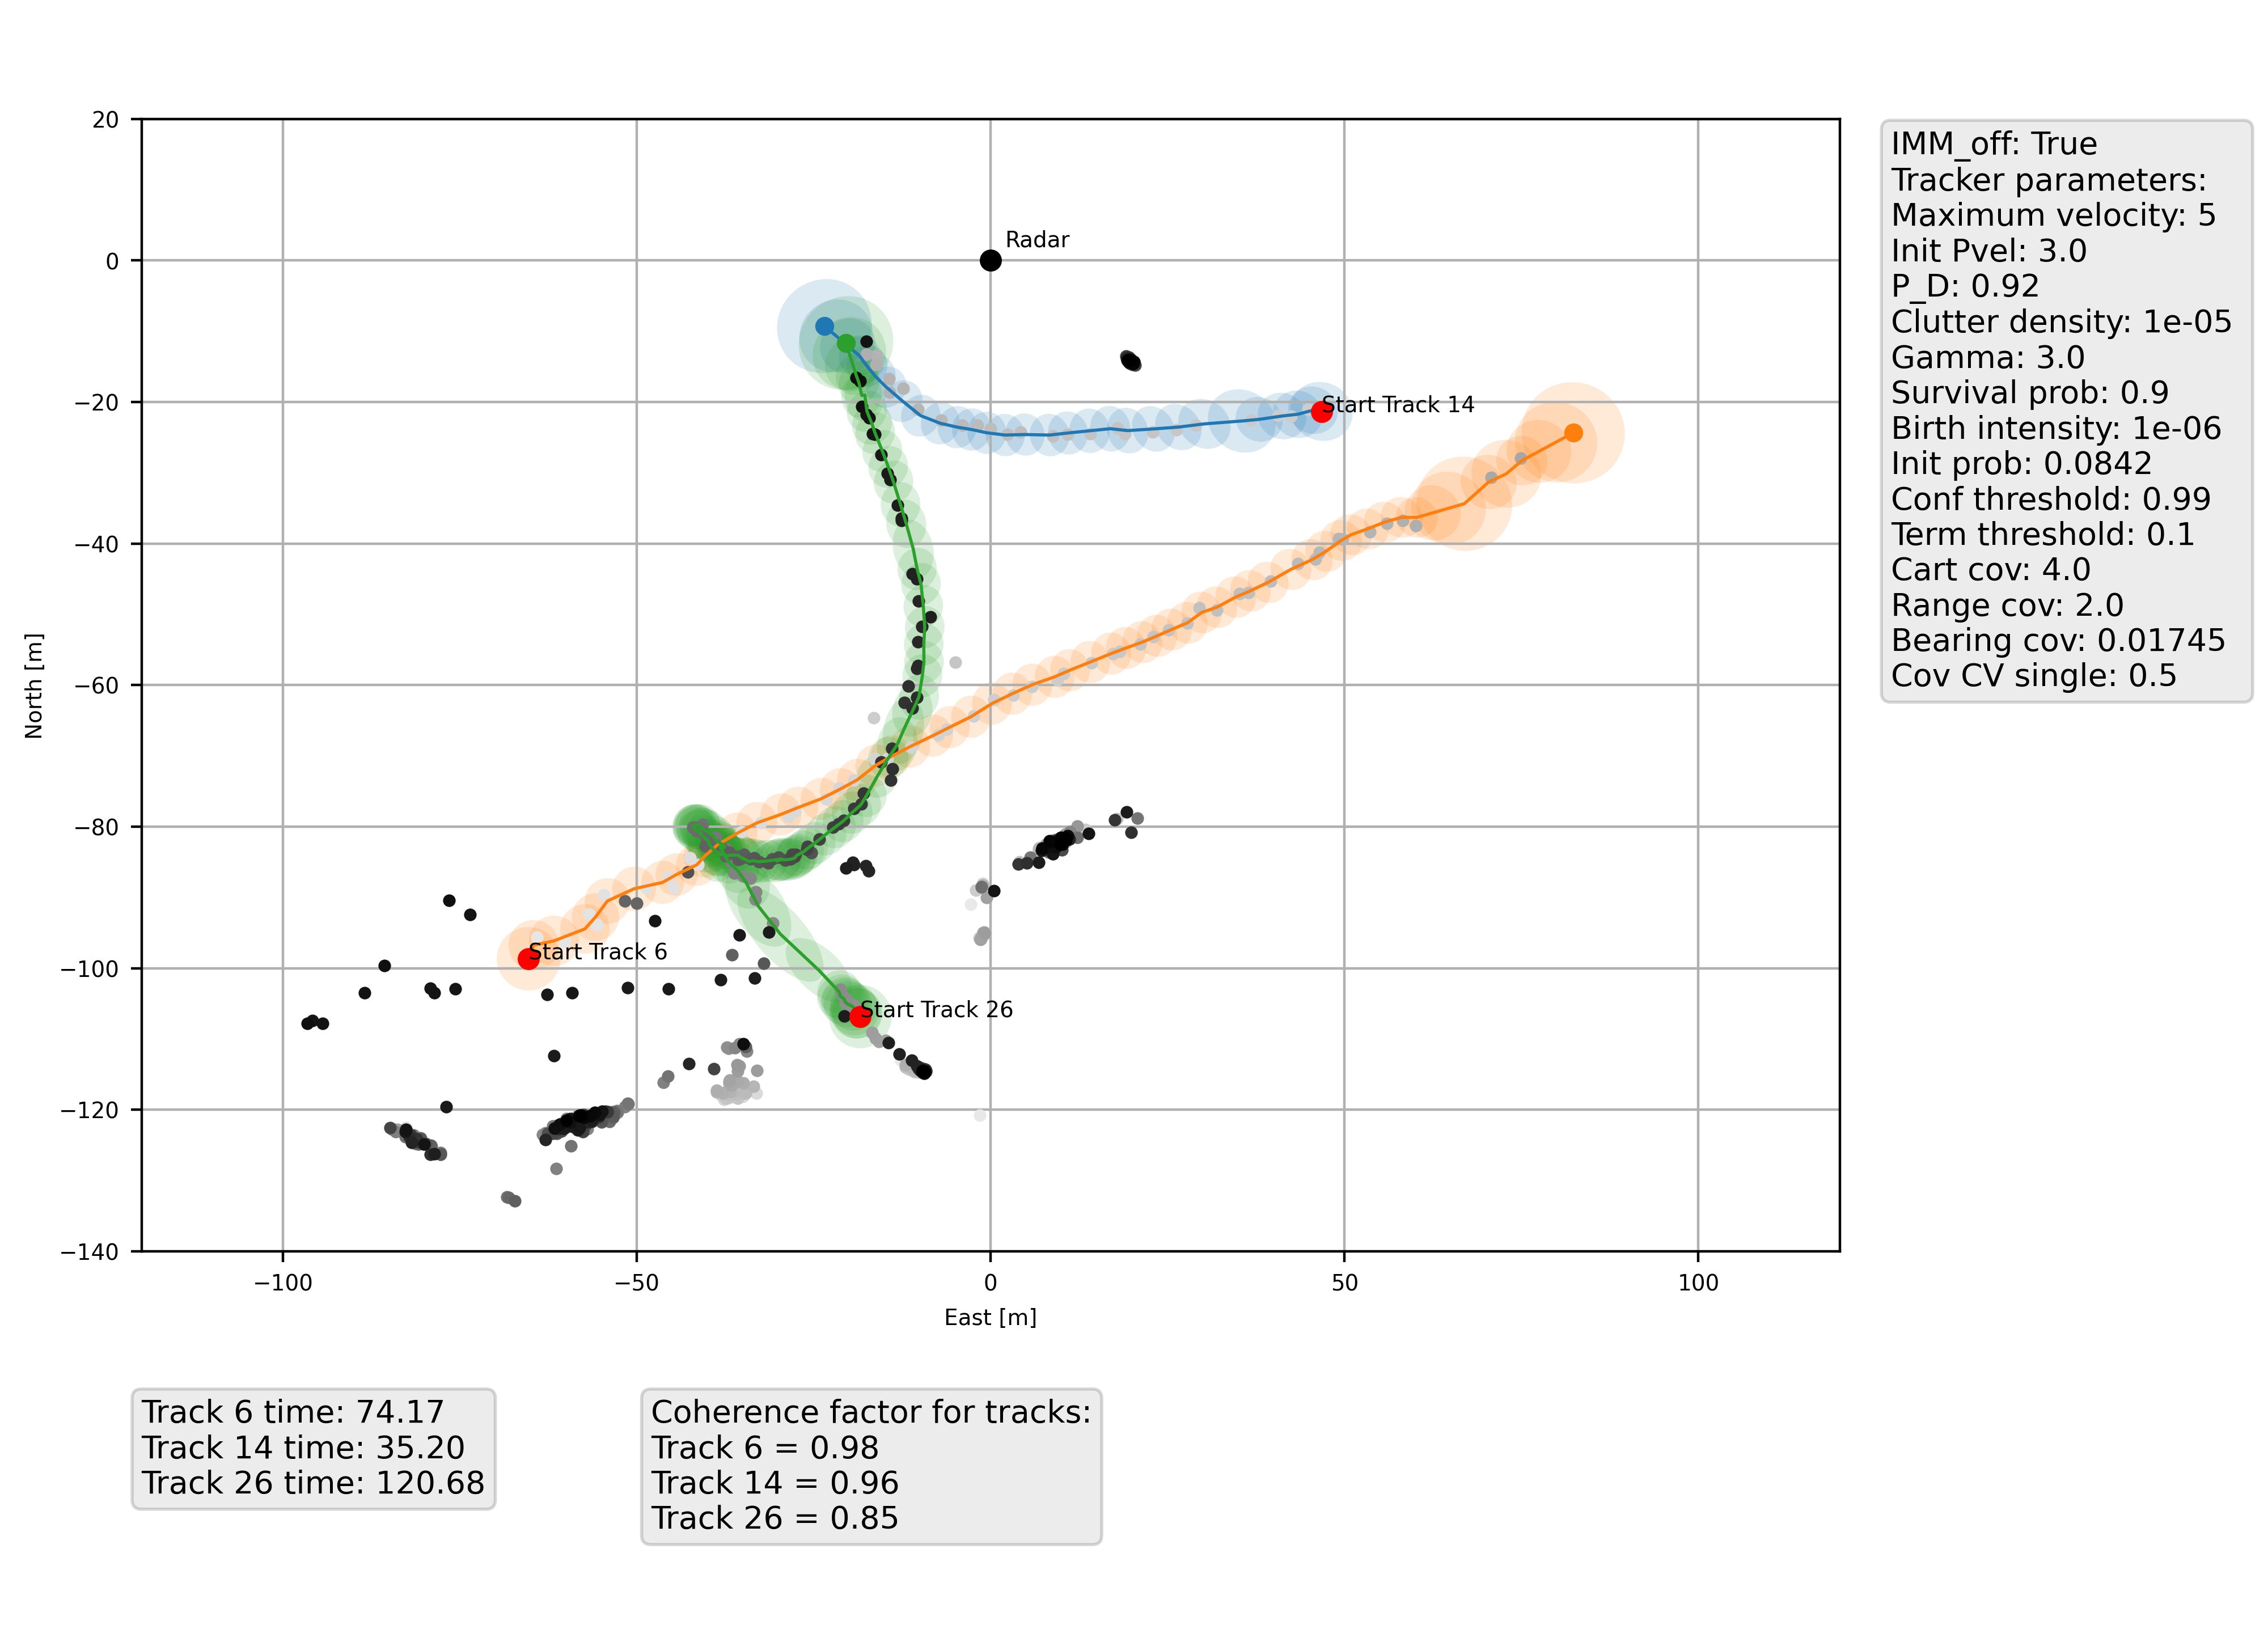 20
0
−20
−40
−60
−80
−100
−120
−140
North [m]
Radar
Start Track 14
Start Track 6
Start Track 26
−100
−50
0
50
100
East [m]
IMM_off: True
Tracker parameters:
Maximum velocity: 5
Init Pvel: 3.0
P_D: 0.92
Clutter density: 1e-05
Gamma: 3.0
Survival prob: 0.9
Birth intensity: 1e-06
Init prob: 0.0842
Conf threshold: 0.99
Term threshold: 0.1
Cart cov: 4.0
Range cov: 2.0
Bearing cov: 0.01745
Cov CV single: 0.5
Track 6 time: 74.17
Track 14 time: 35.20
Track 26 time: 120.68
Coherence factor for tracks:
Track 6 = 0.98
Track 14 = 0.96
Track 26 = 0.85